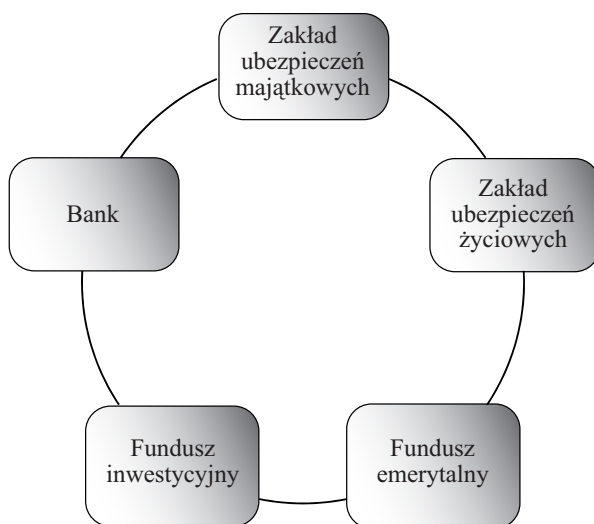 Zakład
ubezpieczeń
majątkowych
Bank
Zakład
ubezpieczeń
życiowych
Fundusz
inwestycyjny
Fundusz
emerytalny